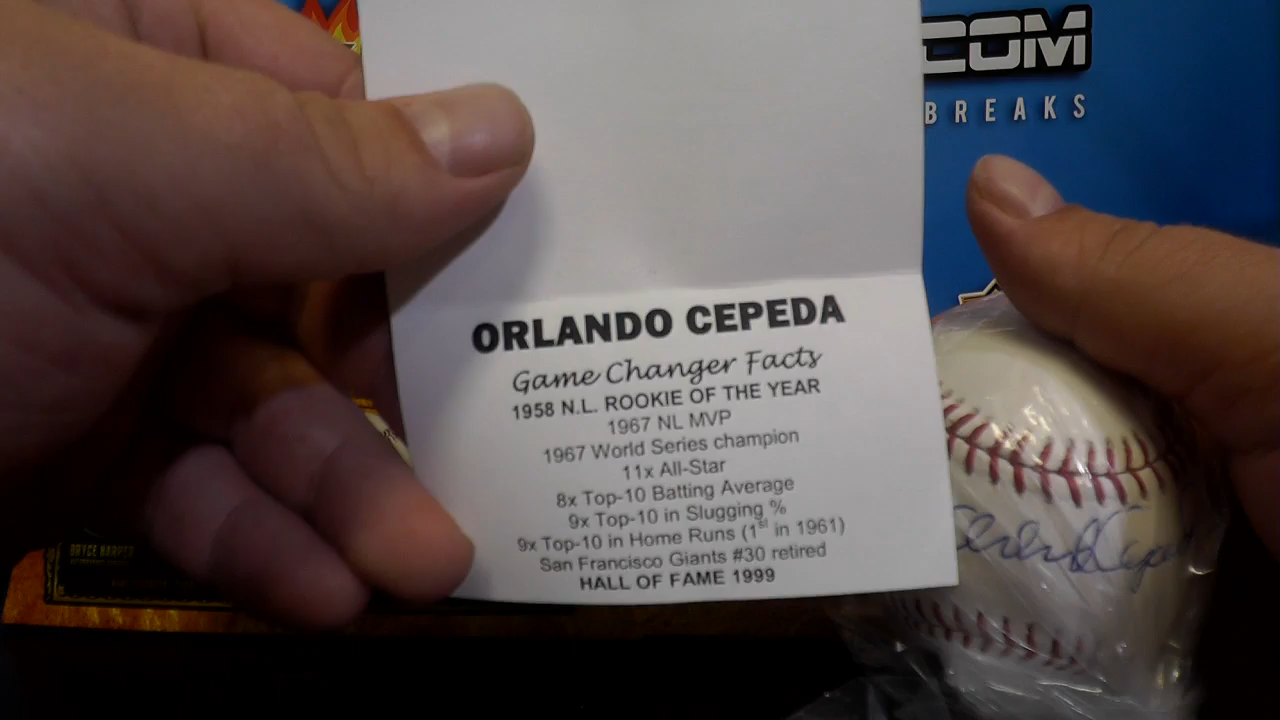 COM
BREAKS
ORLANDO CEPEDA
Game Changer Facts
1958 N.L. ROOKIE OF THE YEAR
1967 NL MVP
1967 World Series champion
11x All-Star
8x Top-10 Batting Average
9x Top-10 in Slugging %
9x Top-10 in Home Runs (1st in 1961)
San Francisco Giants #30 retired
HALL OF FAME 1999
BRYCE HARPER